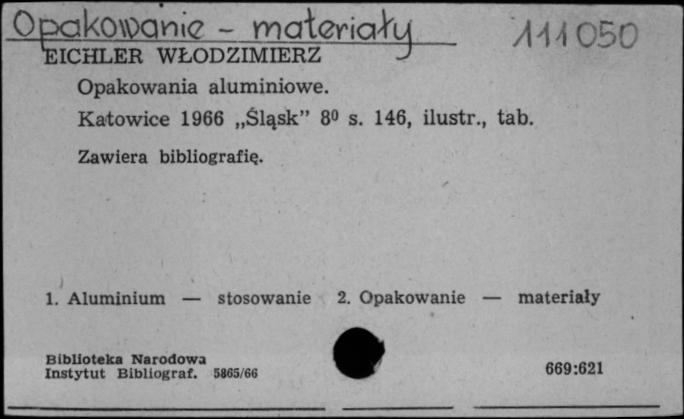 Opakowanie - materiały 111050
EICHLER WŁODZIMIERZ
Opakowania aluminiowe.
Katowice 1966 „Śląsk” 8⁰ s. 146, ilustr., tab.
Zawiera bibliografię.
1. Aluminium — stosowanie 2. Opakowanie — materiały
Biblioteka Narodowa
Instytut Bibliograf. 5865/66 669:621